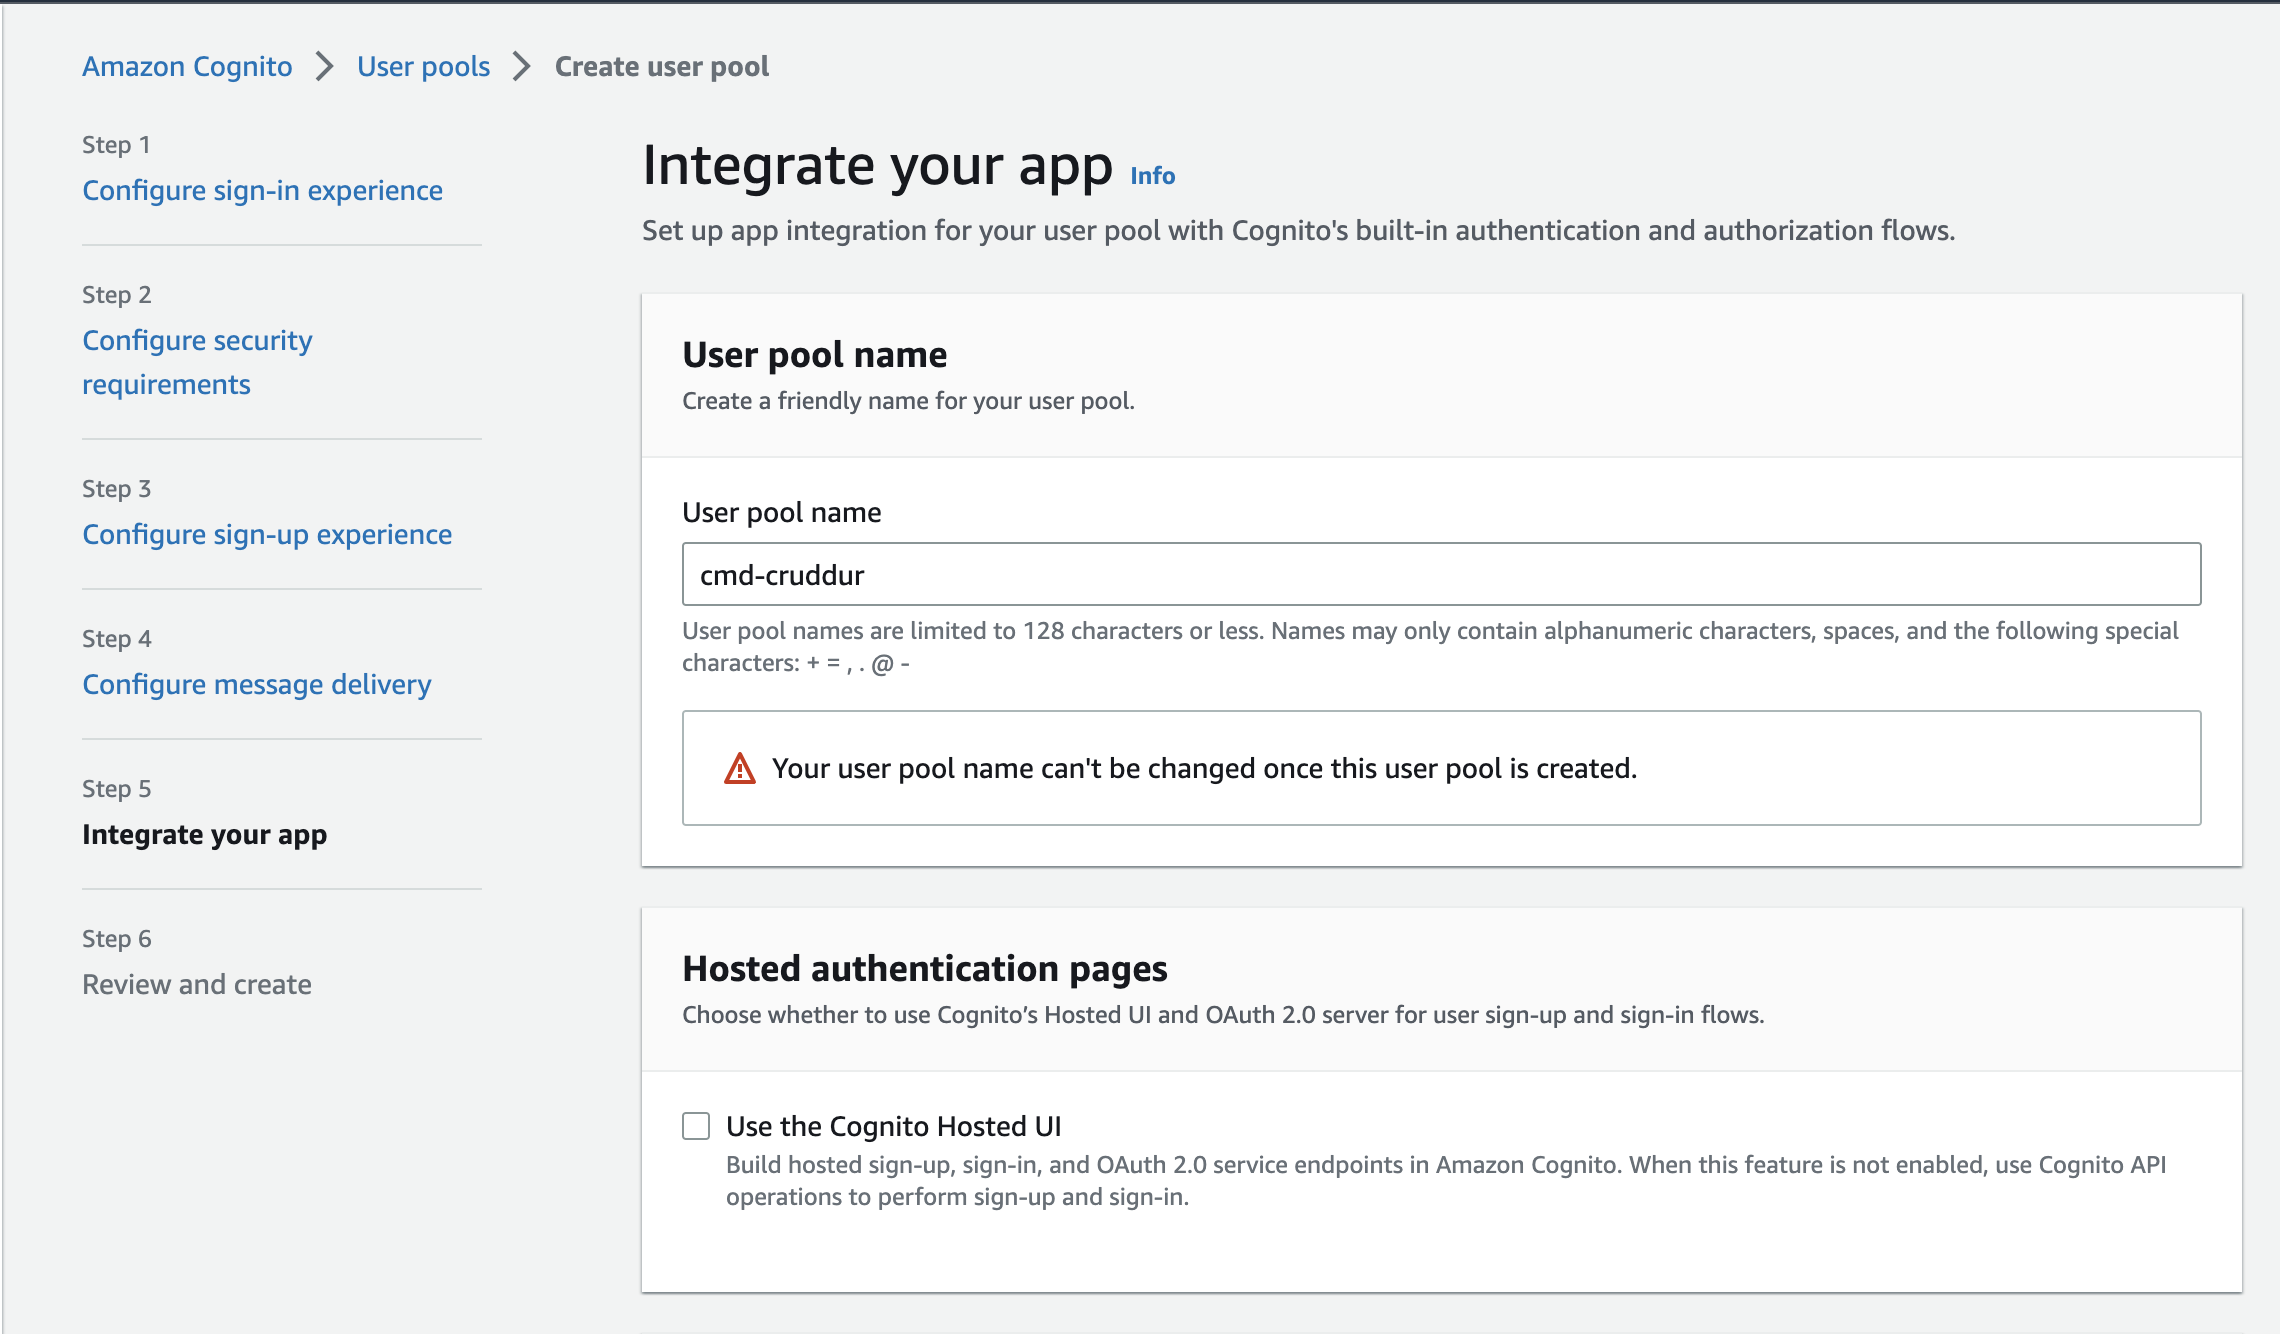 Amazon Cognito > User pools > Create user pool
Step 1
Configure sign-in experience
Step 2
Configure security
requirements
Step 3
Configure sign-up experience
Step 4
Configure message delivery
Step 5
Integrate your app
Step 6
Review and create
Integrate your app Info
Set up app integration for your user pool with Cognito's built-in authentication and authorization flows.
User pool name
Create a friendly name for your user pool.
User pool name
cmd-cruddur
User pool names are limited to 128 characters or less. Names may only contain alphanumeric characters, spaces, and the following special
characters: + = , . @ -
Your user pool name can't be changed once this user pool is created.
Hosted authentication pages
Choose whether to use Cognito’s Hosted UI and OAuth 2.0 server for user sign-up and sign-in flows.
Use the Cognito Hosted UI
Build hosted sign-up, sign-in, and OAuth 2.0 service endpoints in Amazon Cognito. When this feature is not enabled, use Cognito API
operations to perform sign-up and sign-in.